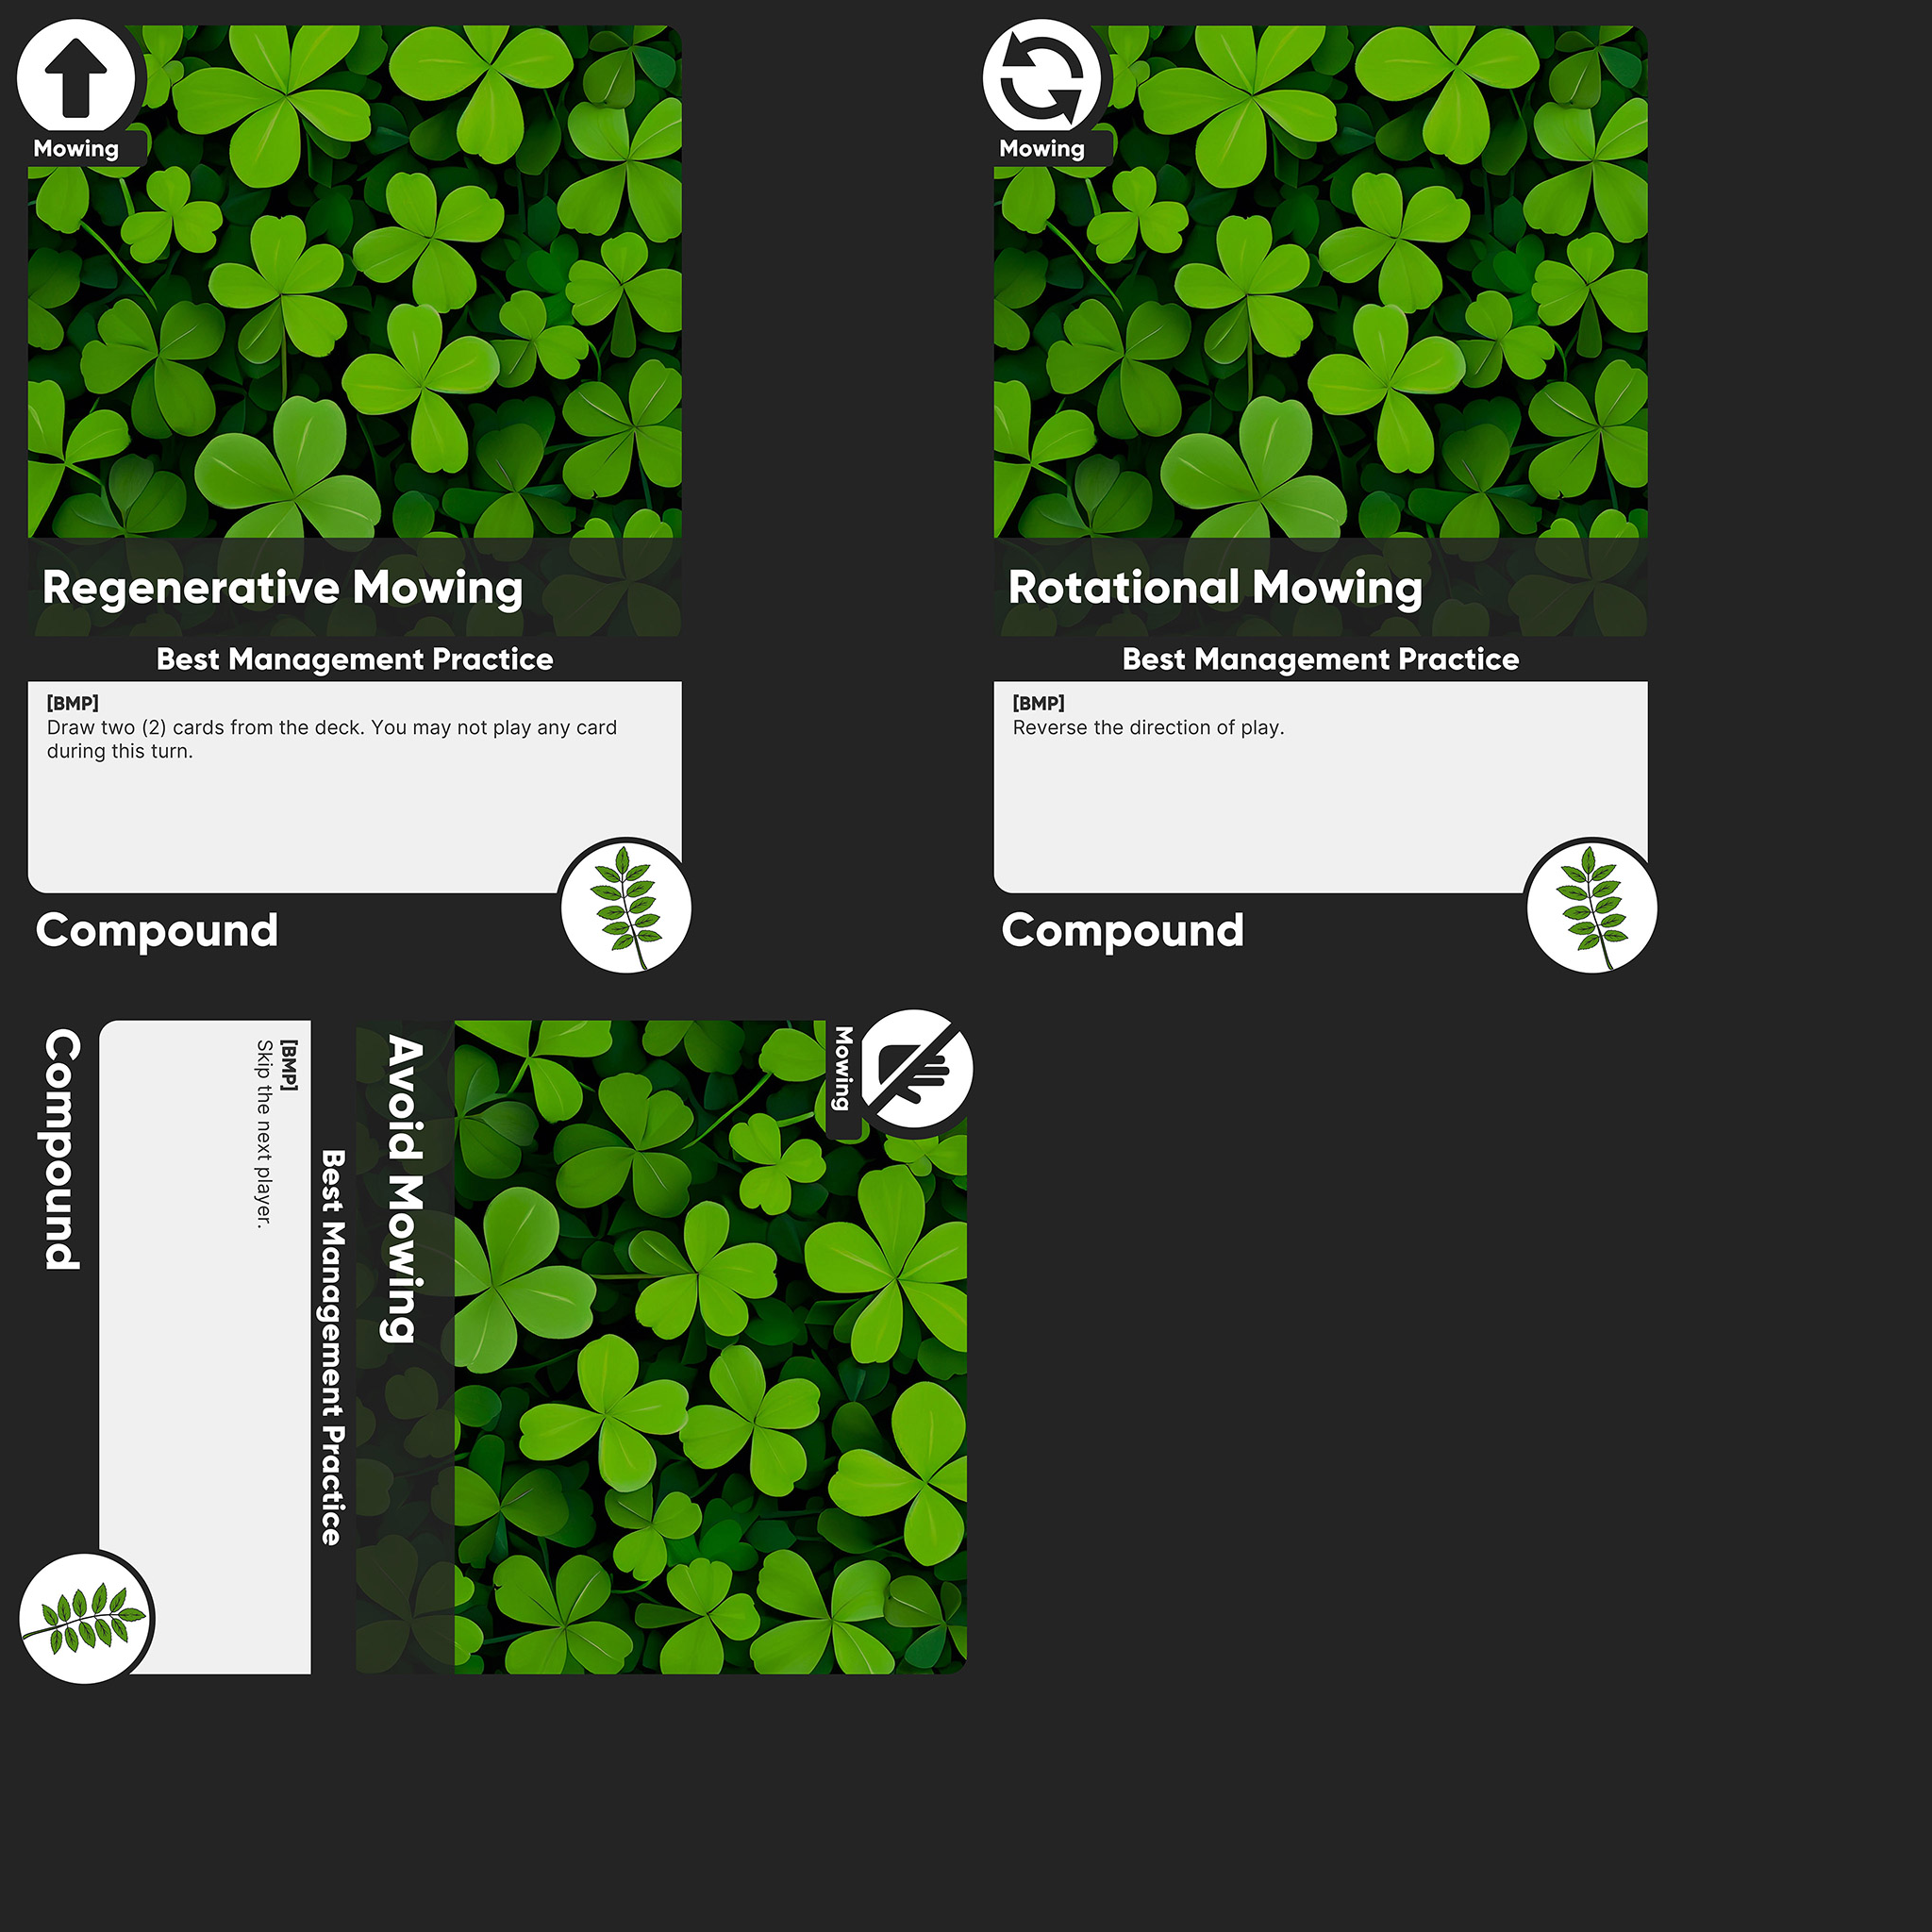 Mowing
Regenerative Mowing
Best Management Practice
[BMP]
Draw two (2) cards from the deck. You may not play any card
during this turn.
Compound
Mowing
Rotational Mowing
Best Management Practice
[BMP]
Reverse the direction of play.
Compound
Mowing
Avoid Mowing
Best Management Practice
[BMP]
Skip the next player.
Compound